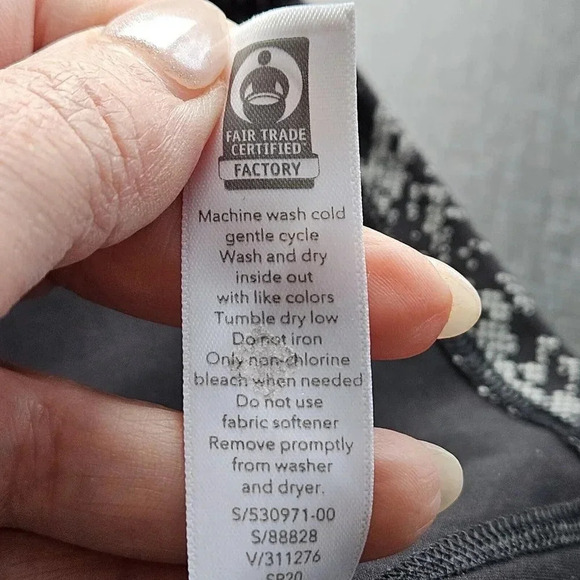 FAIR TRADE
CERTIFIED
FACTORY
Machine wash cold
gentle cycle
Wash and dry
inside out
with like colors
Tumble dry low
Do not iron
Only non-chlorine
bleach when needed
Do not use
fabric softener
Remove promptly
from washer
and dryer.
S/530971-00
S/88828
V/311276
SP20